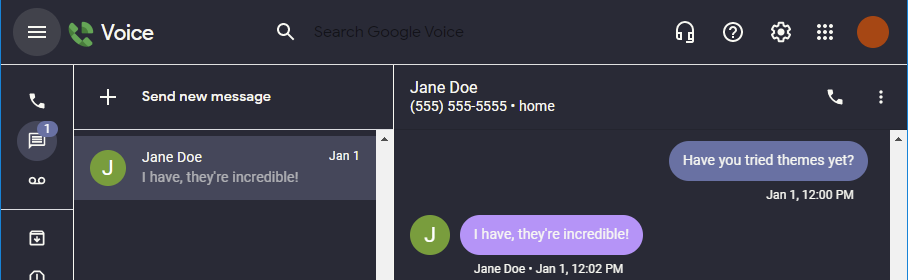 Voice
Search Google Voice
1
Send new message
J
Jane Doe
Jan 1
I have, they're incredible!
Jane Doe
(555) 555-5555 • home
Have you tried themes yet?
Jan 1, 12:00 PM
J
I have, they're incredible!
Jane Doe • Jan 1, 12:02 PM